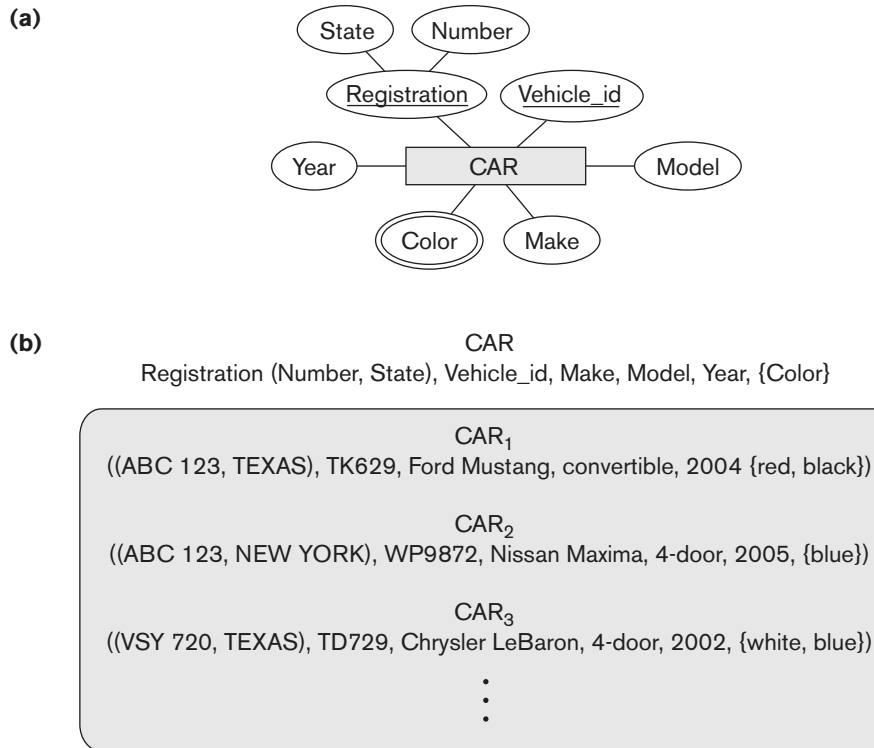 (a)
State Number
Registration Vehicle_id
Year CAR Model
Color Make
(b)
CAR
Registration (Number, State), Vehicle_id, Make, Model, Year, {Color}
CAR1
((ABC 123, TEXAS), TK629, Ford Mustang, convertible, 2004 {red, black})
CAR2
((ABC 123, NEW YORK), WP9872, Nissan Maxima, 4-door, 2005, {blue})
CAR3
((VSY 720, TEXAS), TD729, Chrysler LeBaron, 4-door, 2002, {white, blue})